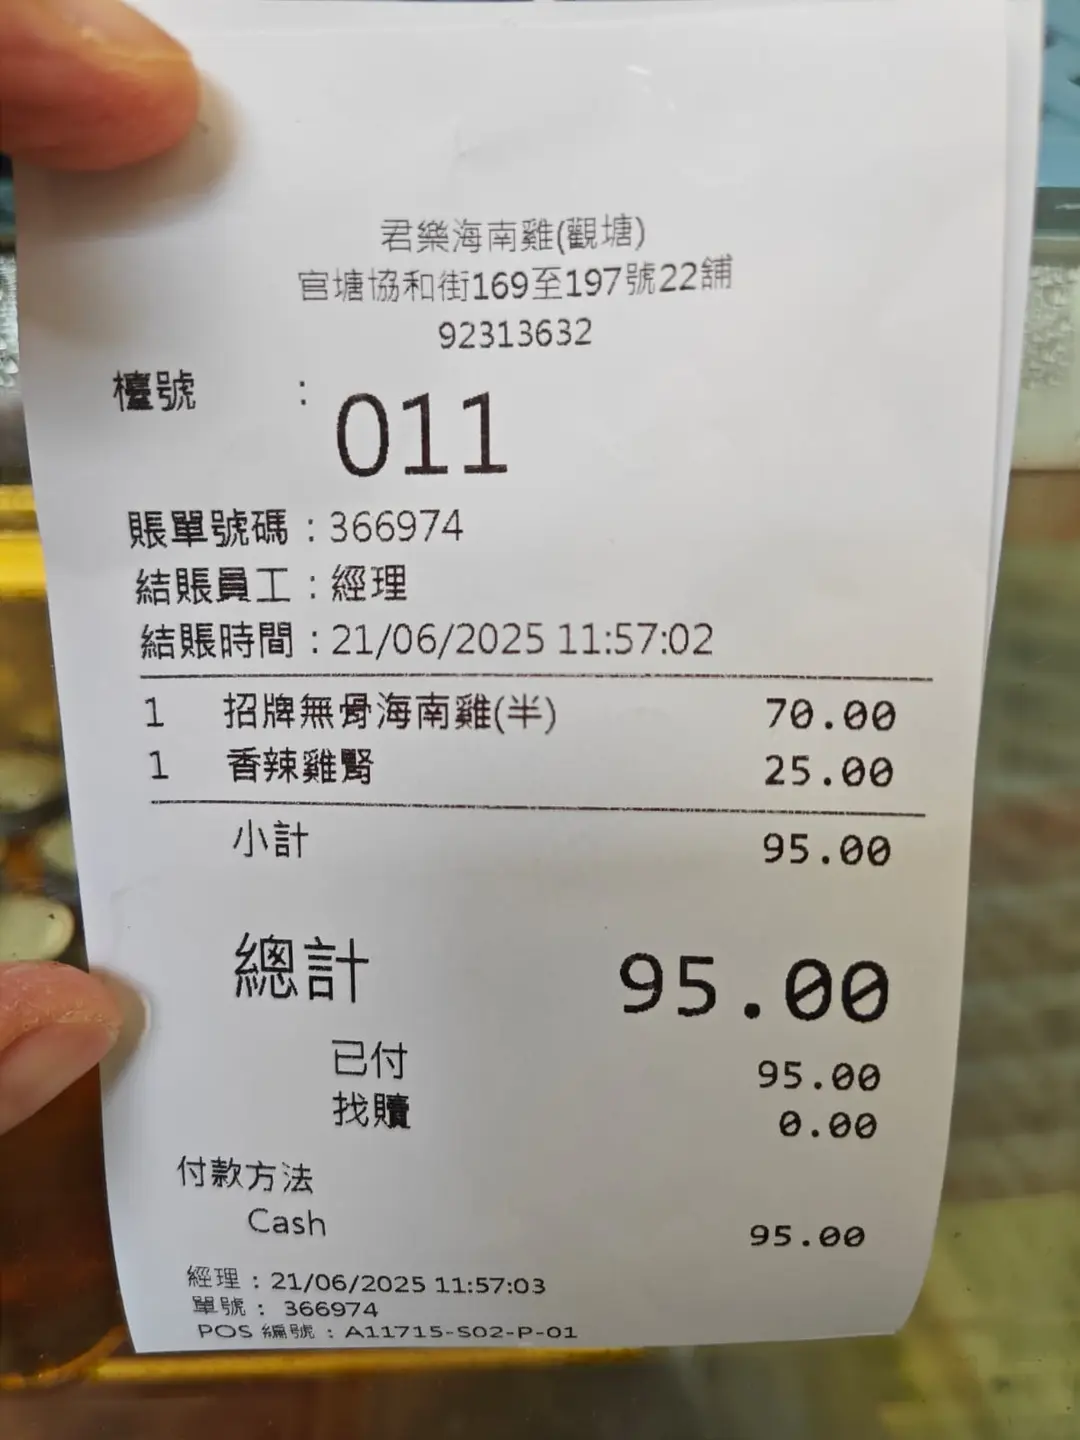 君樂海南雞(觀塘)
官塘協和街169至197號22舖
92313632
檯號 : 011
賬單號碼 : 366974
結賬員工 : 經理
結賬時間 : 21/06/2025 11:57:02
1 招牌無骨海南雞(半) 70.00
1 香辣雞腎 25.00
小計 95.00
總計 95.00
已付 95.00
找贖 0.00
付款方法
Cash 95.00
經理 : 21/06/2025 11:57:03
單號 : 366974
POS 編號 : A11715-S02-P-01